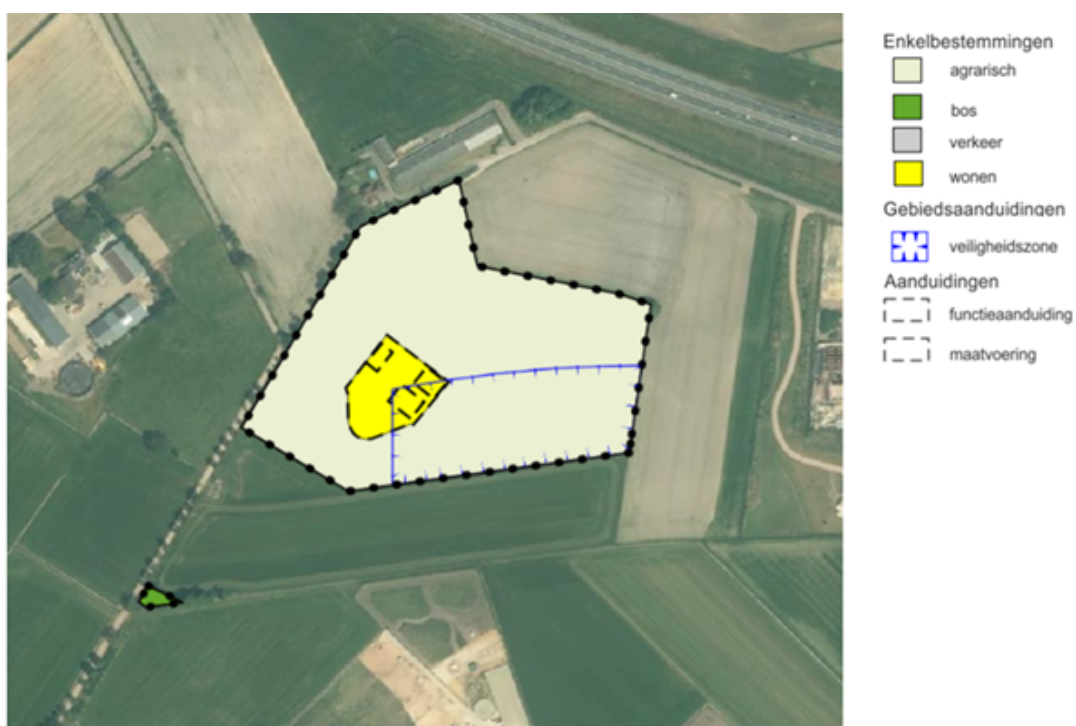 Enkelbestemmingen
agrarisch
bos
verkeer
wonen
Gebiedsaanduidingen
veiligheidszone
Aanduidingen
functieaanduiding
maatvoering